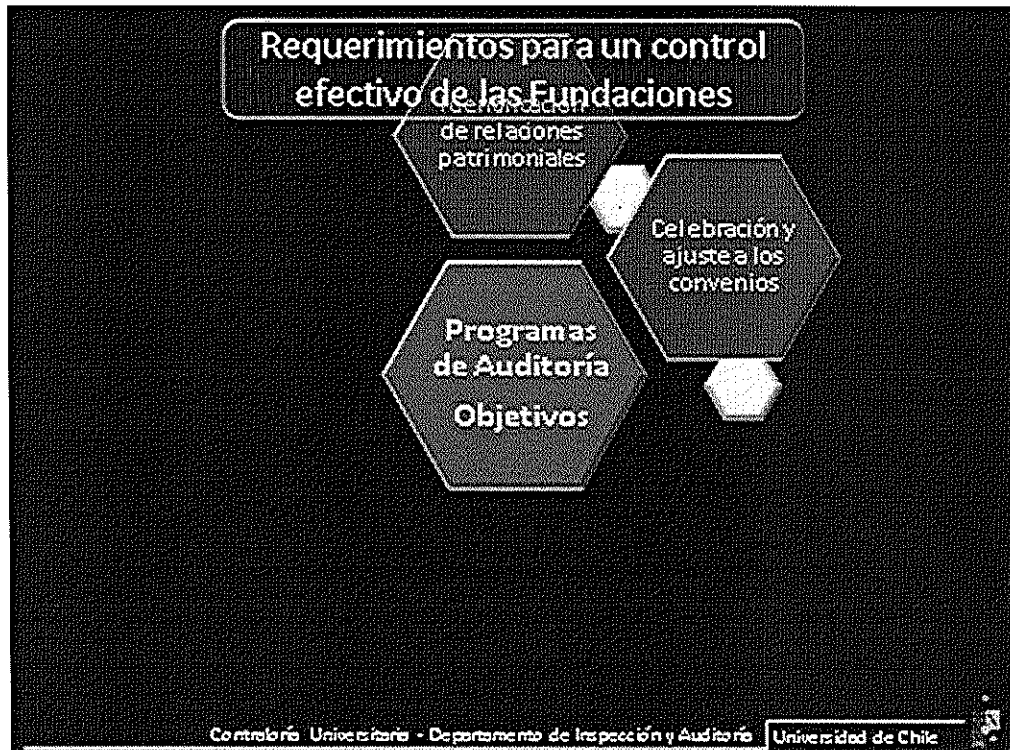 Requerimientos para un control
efectivo de las Fundaciones
de relaciones
patrimoniales
Celebración y
ajuste a los
convenios
Programas
de Auditoría
Objetivos
Contraloría Universitaria - Departamento de Inspección y Auditoría
Universidad de Chile